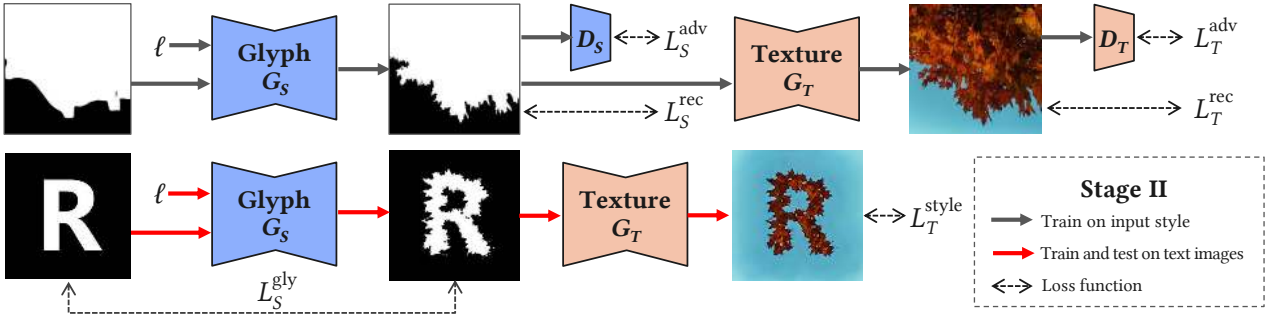 ℓ
Glyph
G_S
D_S
L_S^adv
L_S^rec
Texture
G_T
D_T
L_T^adv
L_T^rec
R
ℓ
Glyph
G_S
R
Texture
G_T
R
L_T^style
L_S^gly
Stage II
Train on input style
Train and test on text images
Loss function